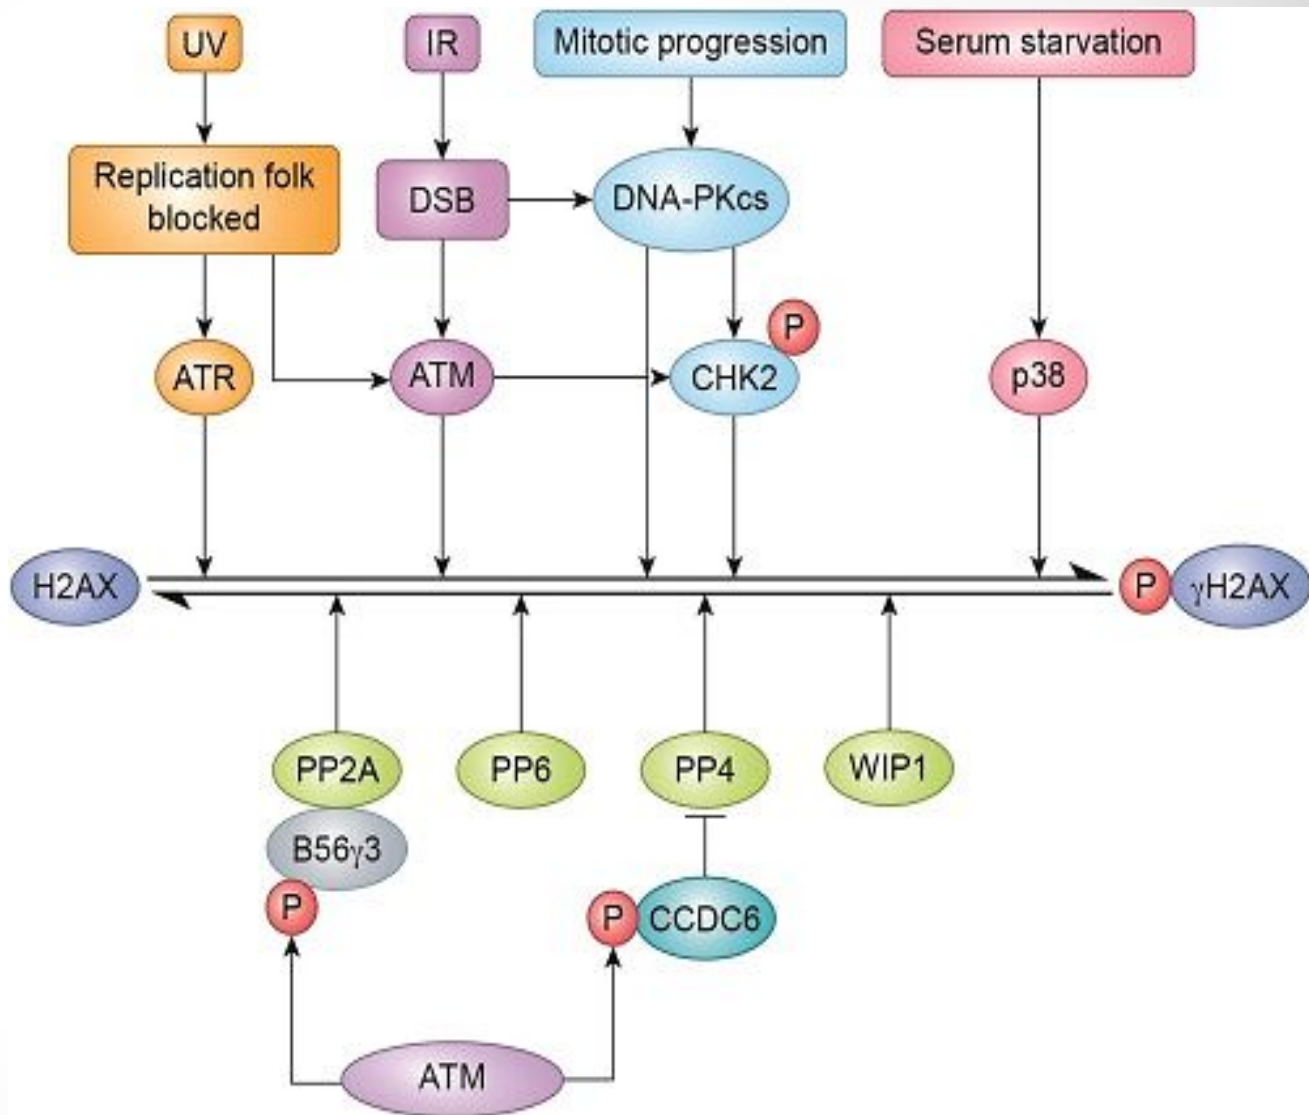 UV
IR
Mitotic progression
Serum starvation
Replication folk
blocked
DSB
DNA-PKcs
P
ATR
ATM
CHK2
p38
H2AX
P
γH2AX
PP2A
PP6
PP4
WIP1
B56γ3
P
P
CCDC6
ATM